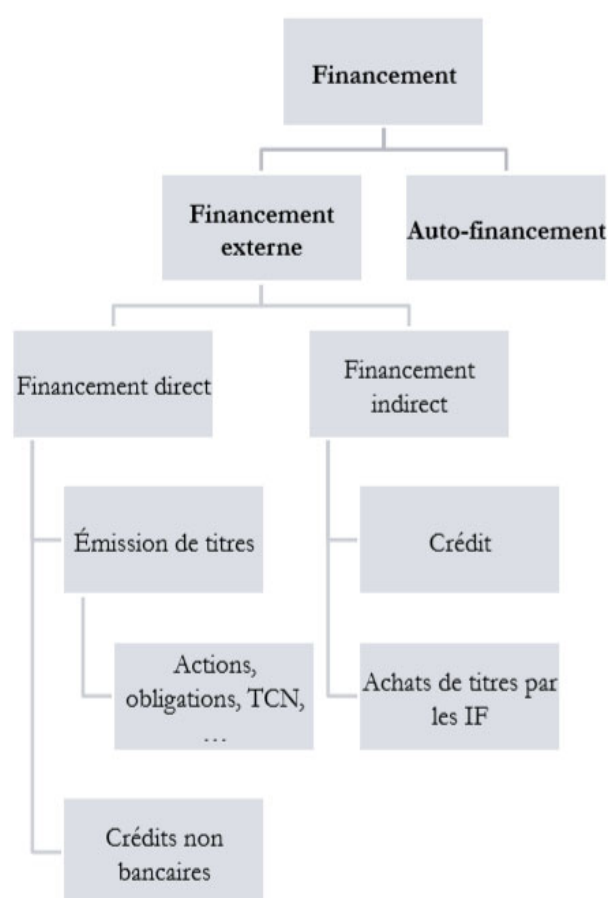 Financement
Financement
externe
Auto-financement
Financement direct
Financement
indirect
Émission de titres
Crédit
Actions,
obligations, TCN,
…
Achats de titres par
les IF
Crédits non
bancaires